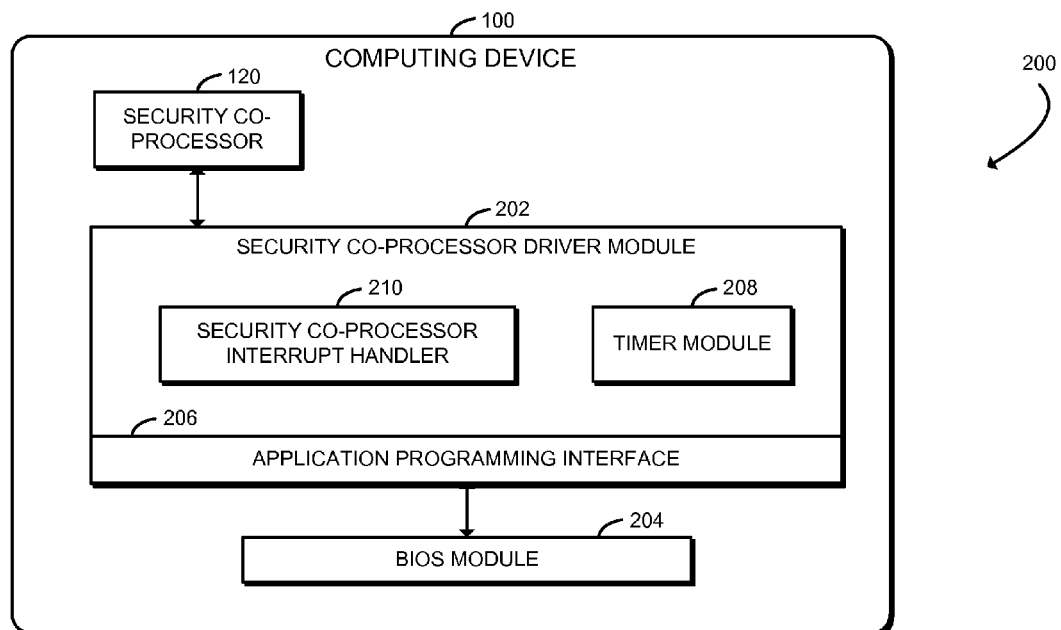 100
COMPUTING DEVICE
200
120
SECURITY CO-
PROCESSOR
202
SECURITY CO-PROCESSOR DRIVER MODULE
210
208
SECURITY CO-PROCESSOR
INTERRUPT HANDLER
TIMER MODULE
206
APPLICATION PROGRAMMING INTERFACE
204
BIOS MODULE